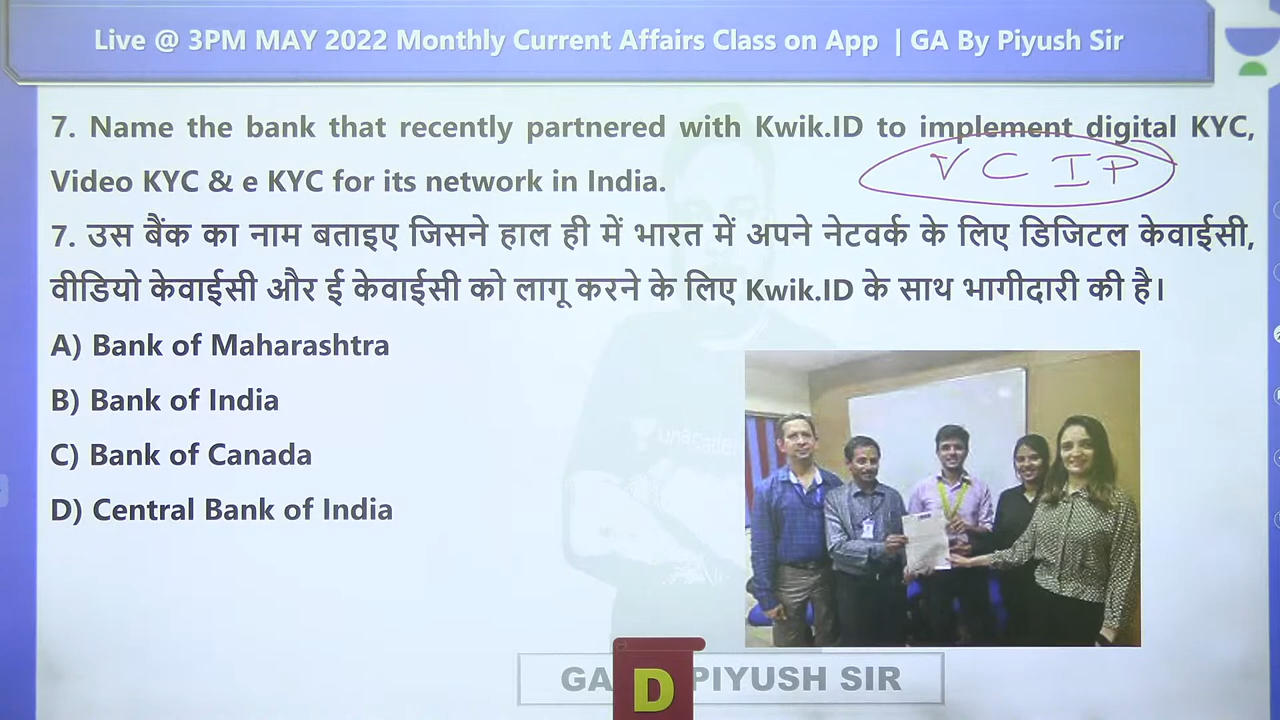 Live @ 3PM MAY 2022 Monthly Current Affairs Class on App | GA By Piyush Sir
7. Name the bank that recently partnered with Kwik.ID to implement digital KYC,
VCIP
Video KYC & e KYC for its network in India.
7. उस बैंक का नाम बताइए जिसने हाल ही में भारत में अपने नेटवर्क के लिए डिजिटल केवाईसी,
वीडियो केवाईसी और ई केवाईसी को लागू करने के लिए Kwik.ID के साथ भागीदारी की है।
A) Bank of Maharashtra
B) Bank of India
C) Bank of Canada
D) Central Bank of India
GA PIYUSH SIR
D